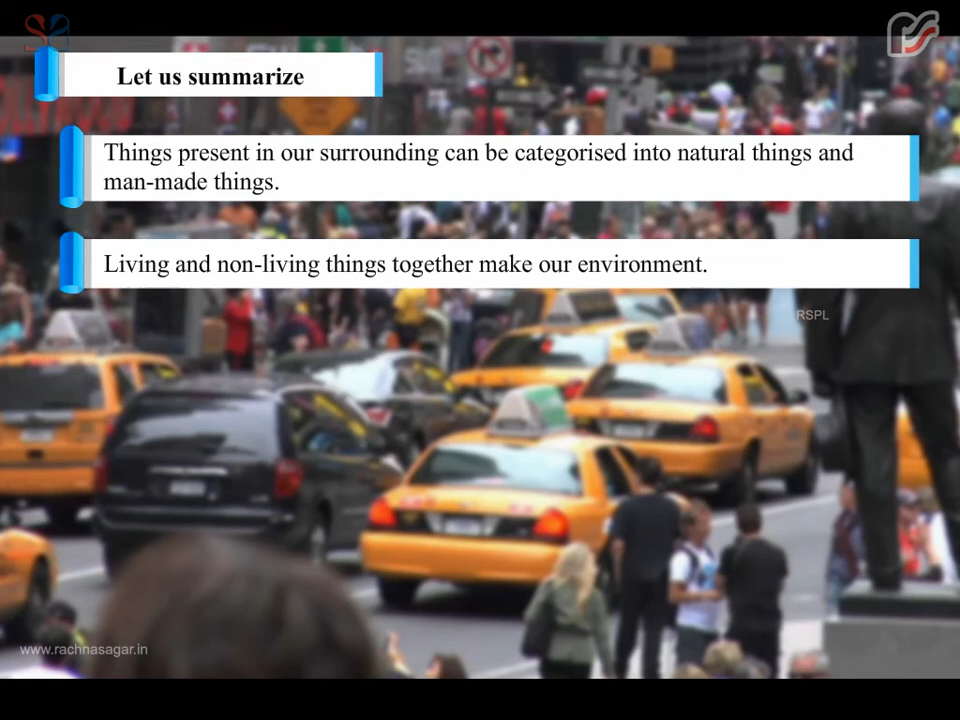 Let us summarize
Things present in our surrounding can be categorised into natural things and
man-made things.
Living and non-living things together make our environment.
RSPL
www.rachnasagar.in